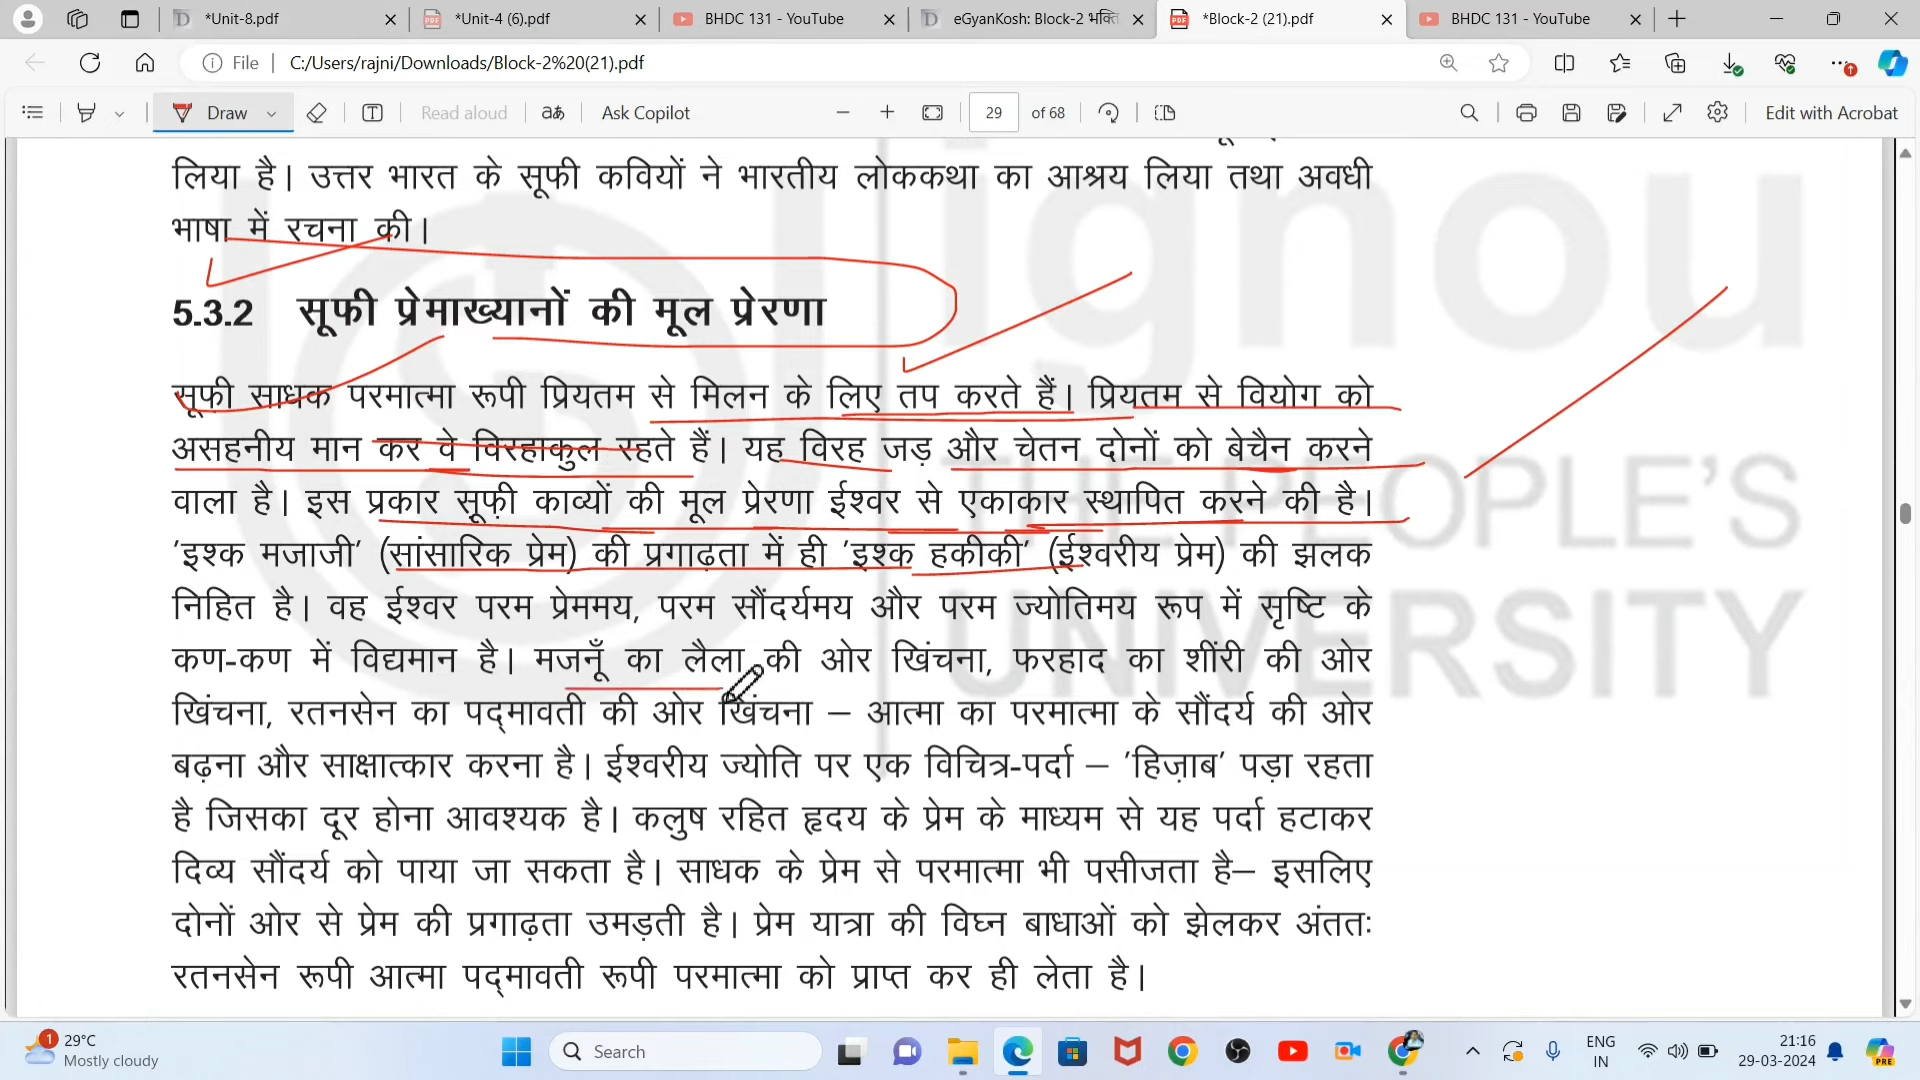 *Unit-8.pdf
*Unit-4 (6).pdf
BHDC 131 - YouTube
eGyanKosh: Block-2 भक्ति
*Block-2 (21).pdf
BHDC 131 - YouTube
File
C:/Users/rajni/Downloads/Block-2%20(21).pdf
Draw
Read aloud
Ask Copilot
29 of 68
Edit with Acrobat
लिया है। उत्तर भारत के सूफी कवियों ने भारतीय लोककथा का आश्रय लिया तथा अवधी
भाषा में रचना की।
5.3.2 सूफी प्रेमाख्यानों की मूल प्रेरणा
सूफी साधक परमात्मा रूपी प्रियतम से मिलन के लिए तप करते हैं। प्रियतम से वियोग को
असहनीय मान कर वे विरहाकुल रहते हैं। यह विरह जड़ और चेतन दोनों को बेचैन करने
वाला है। इस प्रकार सूफ़ी काव्यों की मूल प्रेरणा ईश्वर से एकाकार स्थापित करने की है।
'इश्क मजाजी' (सांसारिक प्रेम) की प्रगाढ़ता में ही 'इश्क हकीकी' (ईश्वरीय प्रेम) की झलक
निहित है। वह ईश्वर परम प्रेममय, परम सौंदर्यमय और परम ज्योतिमय रूप में सृष्टि के
कण-कण में विद्यमान है। मजनूँ का लैला की ओर खिंचना, फरहाद का शींरी की ओर
खिंचना, रतनसेन का पद्मावती की ओर खिंचना – आत्मा का परमात्मा के सौंदर्य की ओर
बढ़ना और साक्षात्कार करना है। ईश्वरीय ज्योति पर एक विचित्र-पर्दा – 'हिज़ाब' पड़ा रहता
है जिसका दूर होना आवश्यक है। कलुष रहित हृदय के प्रेम के माध्यम से यह पर्दा हटाकर
दिव्य सौंदर्य को पाया जा सकता है। साधक के प्रेम से परमात्मा भी पसीजता है– इसलिए
दोनों ओर से प्रेम की प्रगाढ़ता उमड़ती है। प्रेम यात्रा की विघ्न बाधाओं को झेलकर अंततः
रतनसेन रूपी आत्मा पद्मावती रूपी परमात्मा को प्राप्त कर ही लेता है।
ignou
THE PEOPLE'S
UNIVERSITY
1
29°C
Mostly cloudy
Search
PRE
ENG
IN
21:16
29-03-2024